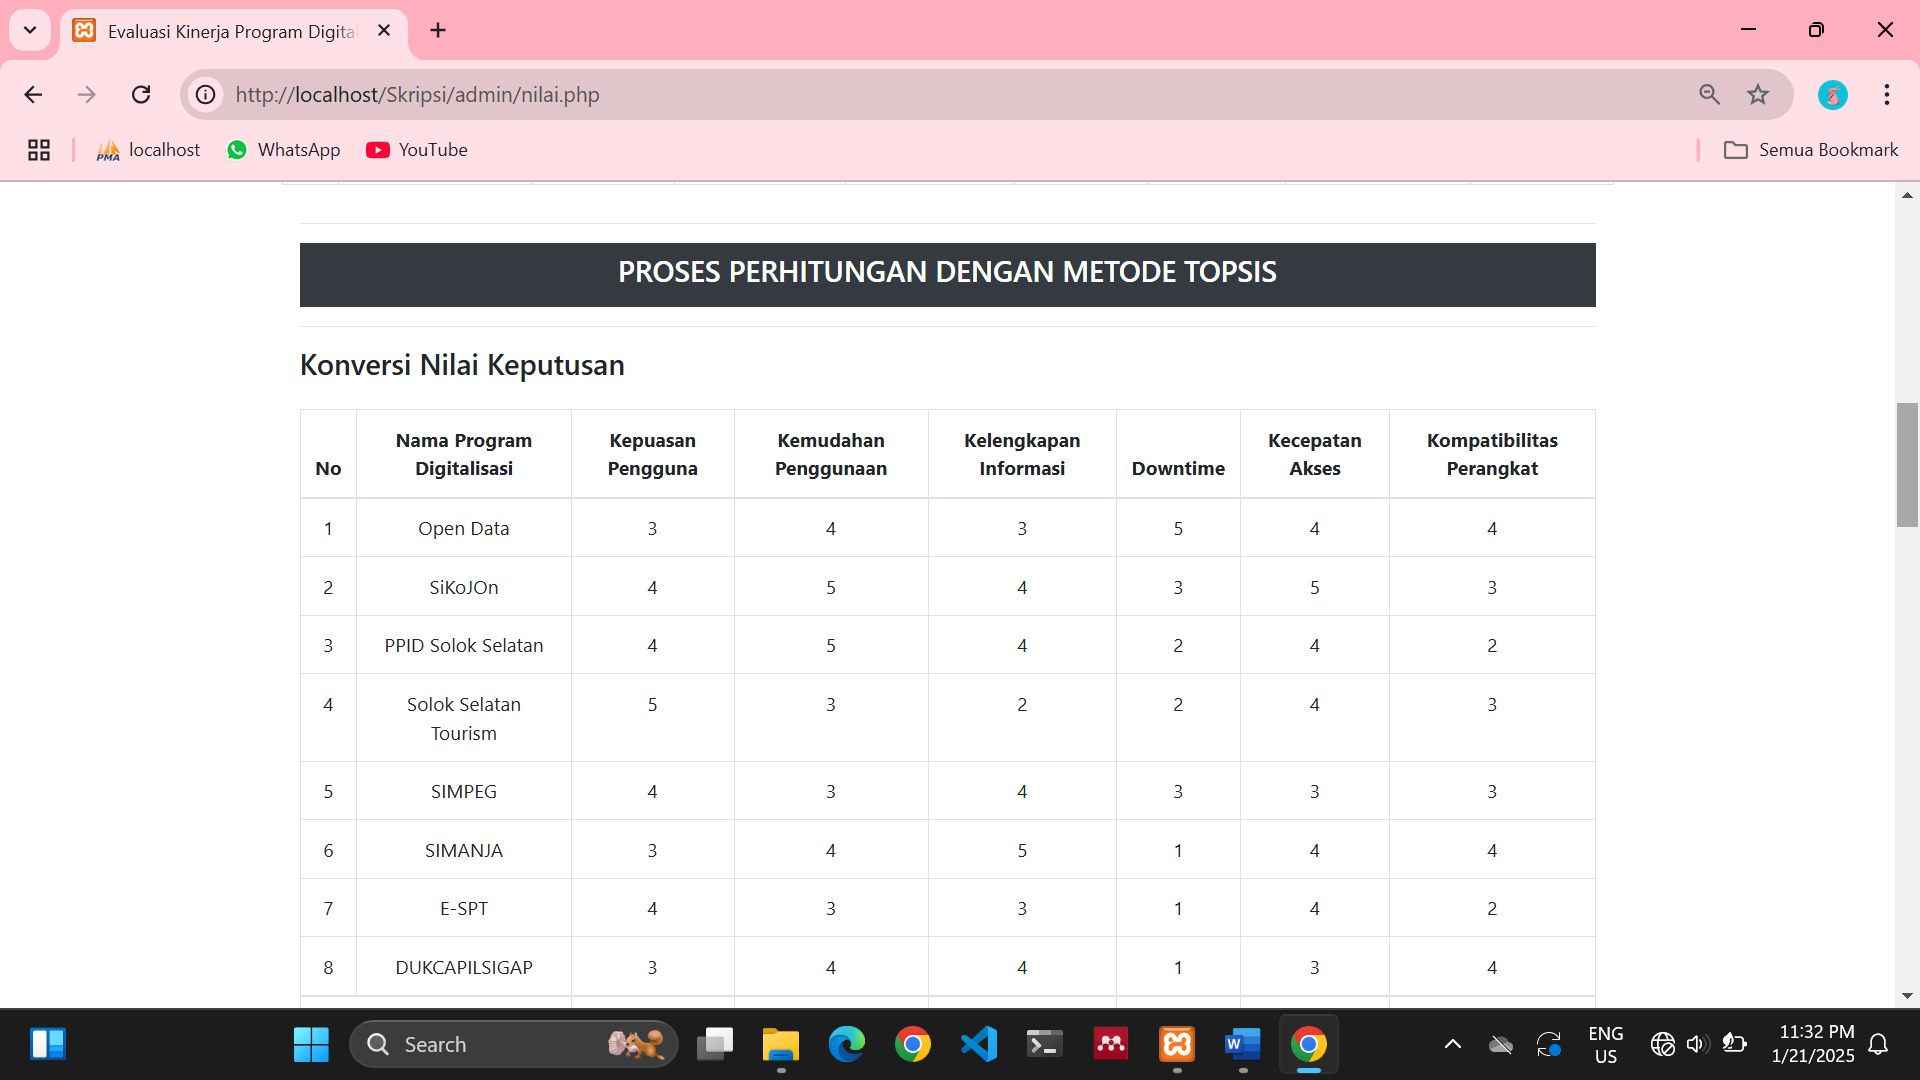 Evaluasi Kinerja Program Digital
http://localhost/Skripsi/admin/nilai.php
localhost
WhatsApp
YouTube
Semua Bookmark
PROSES PERHITUNGAN DENGAN METODE TOPSIS
Konversi Nilai Keputusan
No Nama Program Digitalisasi Kepuasan Pengguna Kemudahan Penggunaan Kelengkapan Informasi Downtime Kecepatan Akses Kompatibilitas Perangkat
1 Open Data 3 4 3 5 4 4
2 SiKoJOn 4 5 4 3 5 3
3 PPID Solok Selatan 4 5 4 2 4 2
4 Solok Selatan Tourism 5 3 2 2 4 3
5 SIMPEG 4 3 4 3 3 3
6 SIMANJA 3 4 5 1 4 4
7 E-SPT 4 3 3 1 4 2
8 DUKCAPILSIGAP 3 4 4 1 3 4
Search
ENG
US
11:32 PM
1/21/2025